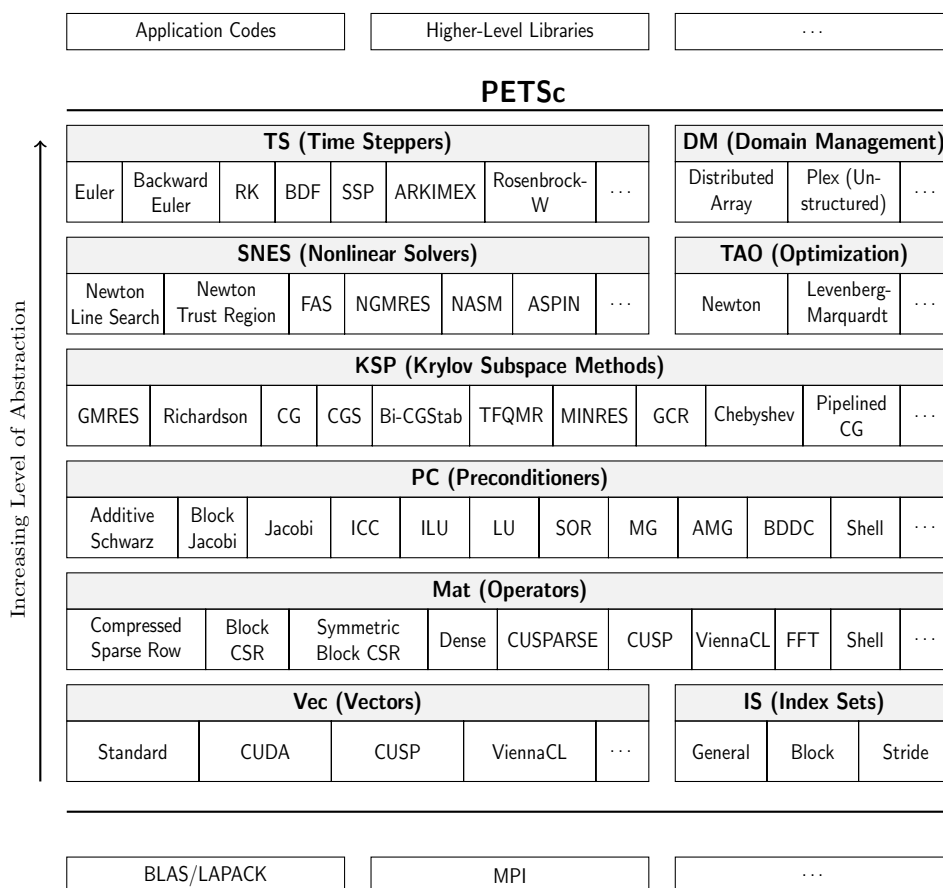 Application Codes
Higher-Level Libraries
···
PETSc
Increasing Level of Abstraction
TS (Time Steppers)
Euler
Backward
Euler
RK
BDF
SSP
ARKIMEX
Rosenbrock-
W
···
DM (Domain Management)
Distributed
Array
Plex (Un-
structured)
···
SNES (Nonlinear Solvers)
Newton
Line Search
Newton
Trust Region
FAS
NGMRES
NASM
ASPIN
···
TAO (Optimization)
Newton
Levenberg-
Marquardt
···
KSP (Krylov Subspace Methods)
GMRES
Richardson
CG
CGS
Bi-CGStab
TFQMR
MINRES
GCR
Chebyshev
Pipelined
CG
···
PC (Preconditioners)
Additive
Schwarz
Block
Jacobi
Jacobi
ICC
ILU
LU
SOR
MG
AMG
BDDC
Shell
···
Mat (Operators)
Compressed
Sparse Row
Block
CSR
Symmetric
Block CSR
Dense
CUSPARSE
CUSP
ViennaCL
FFT
Shell
···
Vec (Vectors)
Standard
CUDA
CUSP
ViennaCL
···
IS (Index Sets)
General
Block
Stride
BLAS/LAPACK
MPI
···